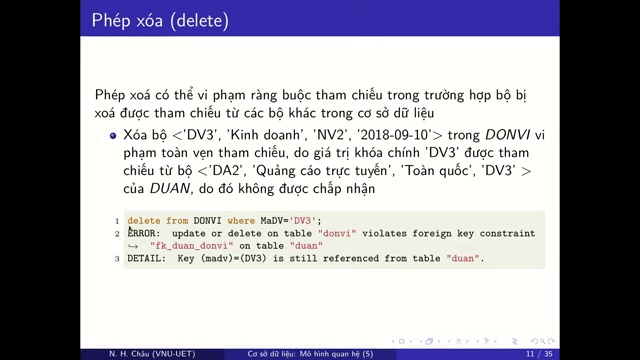 Phép xóa (delete)
Phép xoá có thể vi phạm ràng buộc tham chiếu trong trường hợp bộ bị
xoá được tham chiếu từ các bộ khác trong cơ sở dữ liệu
Xóa bộ <'DV3', 'Kinh doanh', 'NV2', '2018-09-10'> trong DONVI vi
phạm toàn vẹn tham chiếu, do giá trị khóa chính 'DV3' được tham
chiếu từ bộ <'DA2', 'Quảng cáo trực tuyến', 'Toàn quốc', 'DV3' >
của DUAN, do đó không được chấp nhận
1 delete from DONVI where MaDV='DV3';
2 ERROR: update or delete on table "donvi" violates foreign key constraint
↪ "fk_duan_donvi" on table "duan"
3 DETAIL: Key (madv)=(DV3) is still referenced from table "duan".
N. H. Châu (VNU-UET) Cơ sở dữ liệu: Mô hình quan hệ (5) 11 / 35